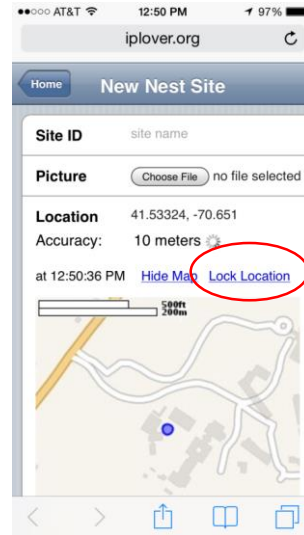 AT&T 12:50 PM 97%
iplover.org
Home New Nest Site
Site ID site name
Picture Choose File no file selected
Location 41.53324, -70.651
Accuracy: 10 meters
at 12:50:36 PM Hide Map Lock Location
500ft
200m